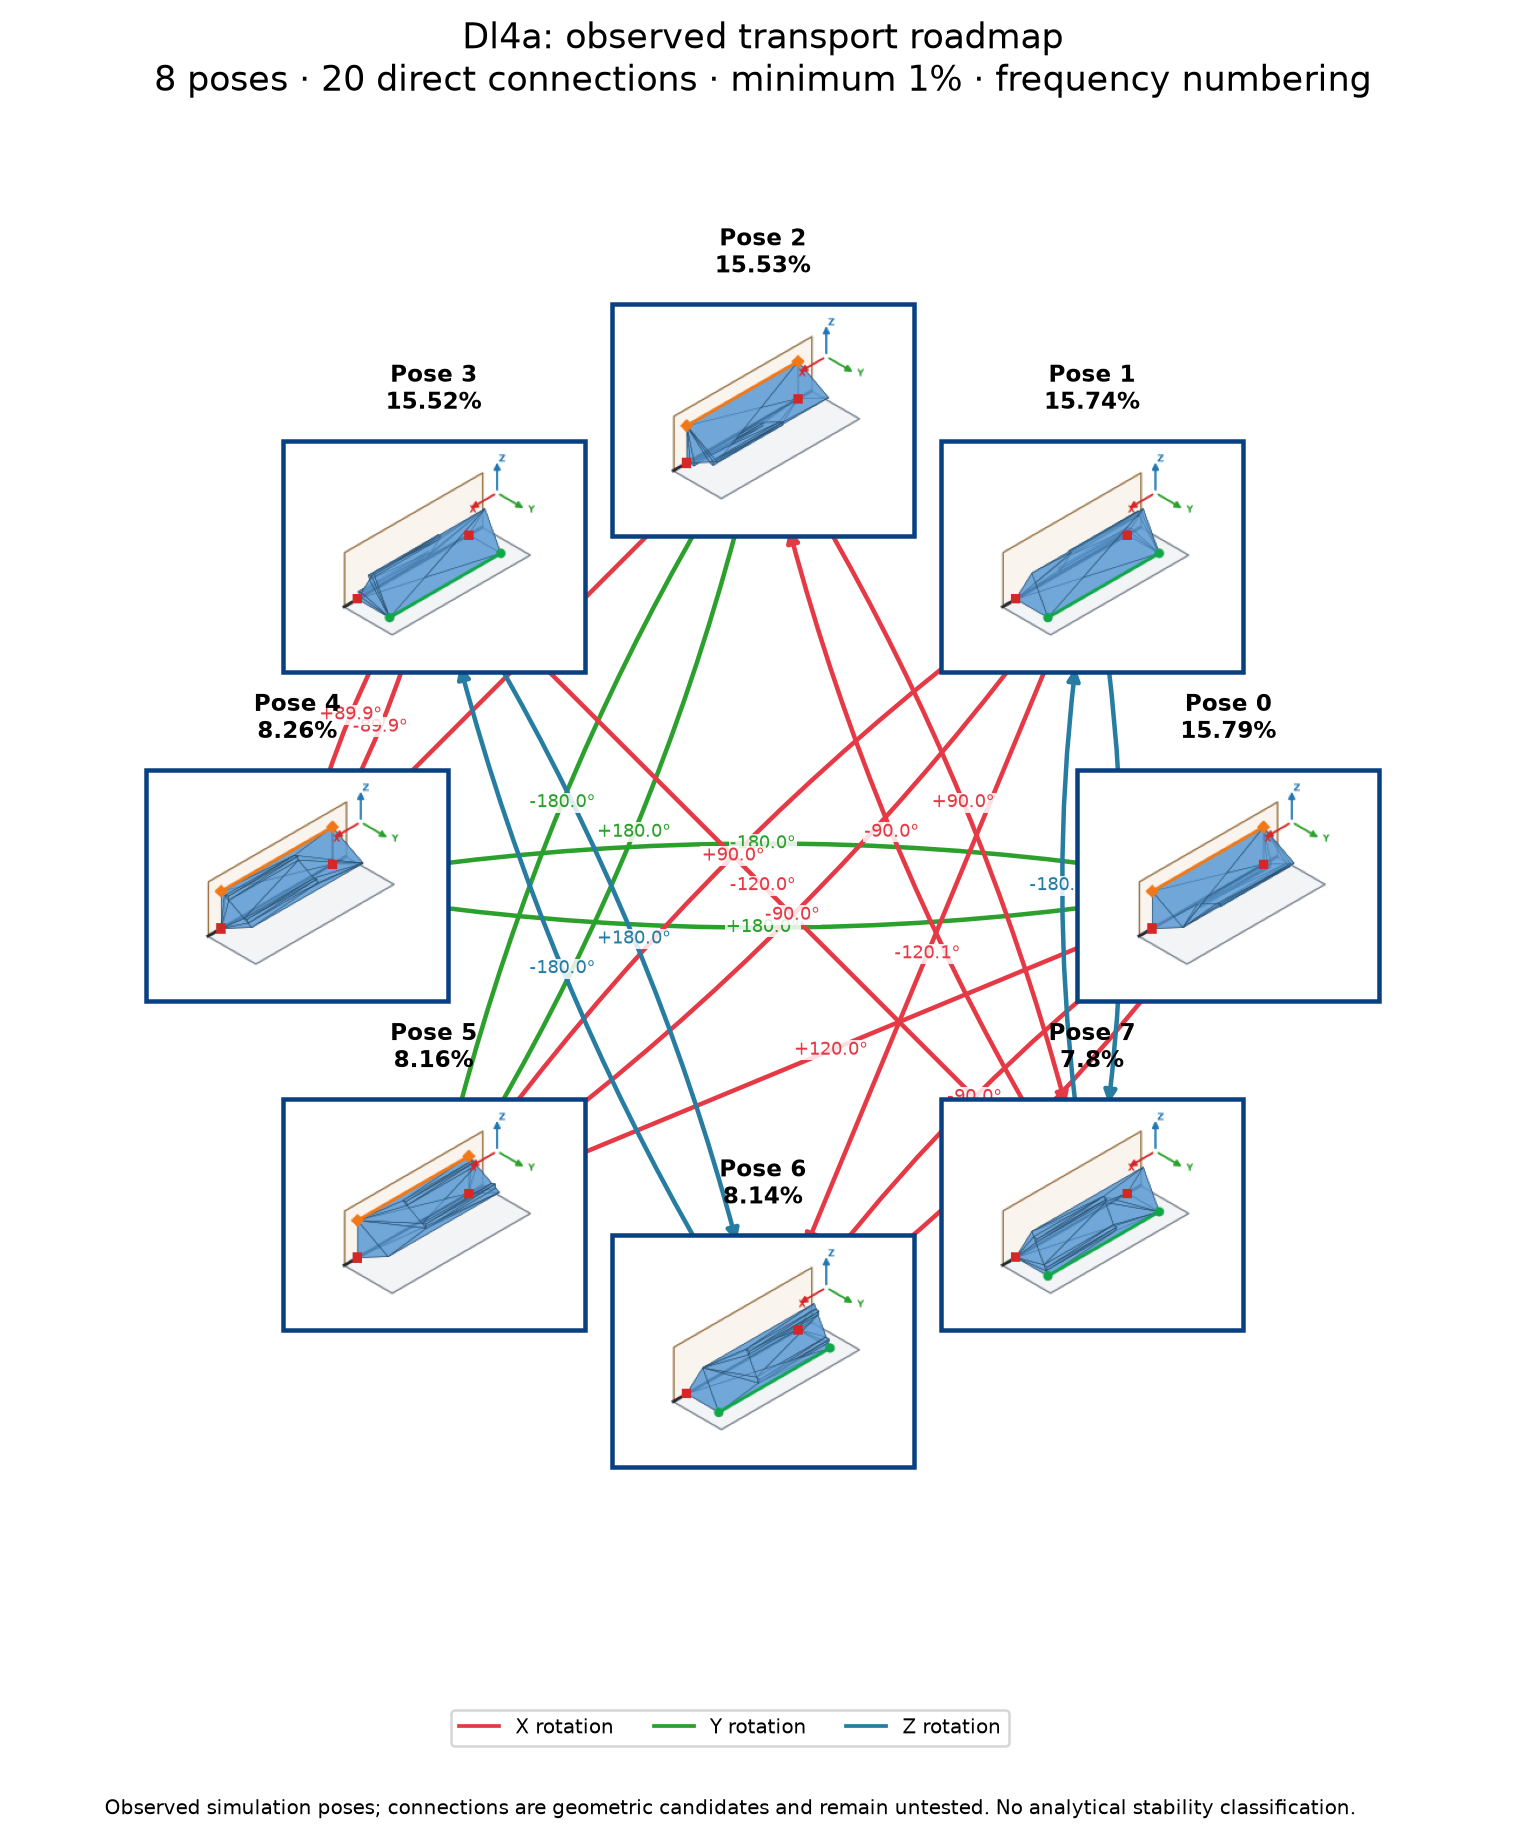 Dl4a: observed transport roadmap
8 poses · 20 direct connections · minimum 1% · frequency numbering
Pose 2
15.53%
Pose 3
15.52%
Pose 1
15.74%
Pose 4
8.26%
Pose 0
15.79%
+89.9°
-89.9°
-180.0°
+180.0°
-180.0°
+90.0°
-120.0°
-90.0°
+180.0°
-90.0°
+90.0°
-180.
-120.1°
+180.0°
-180.0°
+120.0°
-90.0°
Pose 5
8.16%
Pose 7
7.8%
Pose 6
8.14%
Z
X
Y
Z
X
Y
Z
X
Y
Z
X
Y
Z
X
Y
Z
X
Y
Z
X
Y
Z
X
Y
X rotation
Y rotation
Z rotation
Observed simulation poses; connections are geometric candidates and remain untested. No analytical stability classification.